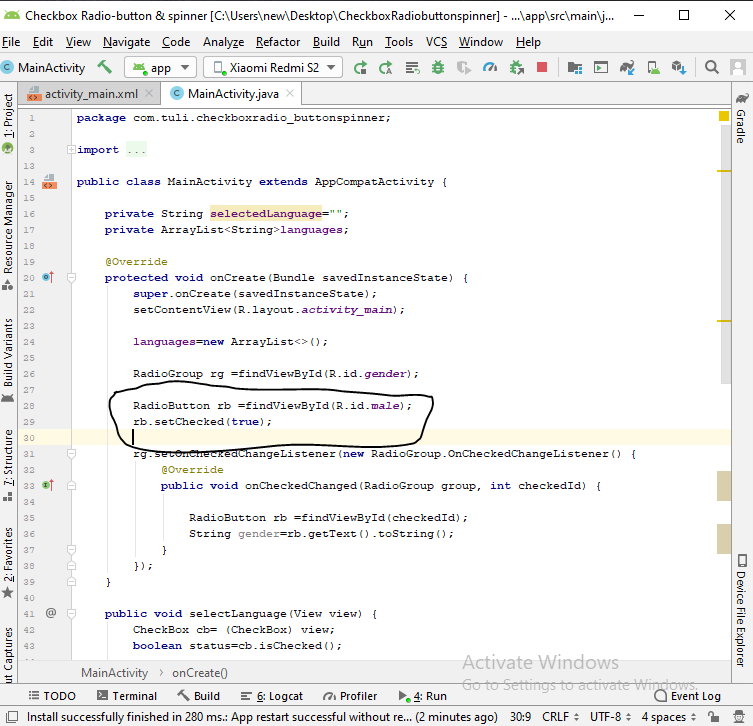 Checkbox Radio-button & spinner [C:\Users\new\Desktop\CheckboxRadiobuttonspinner] - ...\app\src\main\j...
File Edit View Navigate Code Analyze Refactor Build Run Tools VCS Window Help
MainActivity app Xiaomi Redmi S2
activity_main.xml MainActivity.java
1: Project
Resource Manager
Build Variants
7: Structure
2: Favorites
ut Captures
Gradle
Device File Explorer
1 package com.tuli.checkboxradio_buttonspinner;
2
3 import ...
13
14 public class MainActivity extends AppCompatActivity {
15
16 private String selectedLanguage="";
17 private ArrayList<String>languages;
18
19 @Override
20 protected void onCreate(Bundle savedInstanceState) {
21 super.onCreate(savedInstanceState);
22 setContentView(R.layout.activity_main);
23
24 languages=new ArrayList<>();
25
26 RadioGroup rg =findViewById(R.id.gender);
27
28 RadioButton rb =findViewById(R.id.male);
29 rb.setChecked(true);
30
31 rg.setOnCheckedChangeListener(new RadioGroup.OnCheckedChangeListener() {
32 @Override
33 public void onCheckedChanged(RadioGroup group, int checkedId) {
34
35 RadioButton rb =findViewById(checkedId);
36 String gender=rb.getText().toString();
37 }
38 });
39 }
40
41 @ public void selectLanguage(View view) {
42 CheckBox cb= (CheckBox) view;
43 boolean status=cb.isChecked();
MainActivity › onCreate()
Activate Windows
Go to Settings to activate Windows.
TODO Terminal Build 6: Logcat Profiler 4: Run Event Log
Install successfully finished in 280 ms.: App restart successful without re... (2 minutes ago) 30:9 CRLF UTF-8 4 spaces